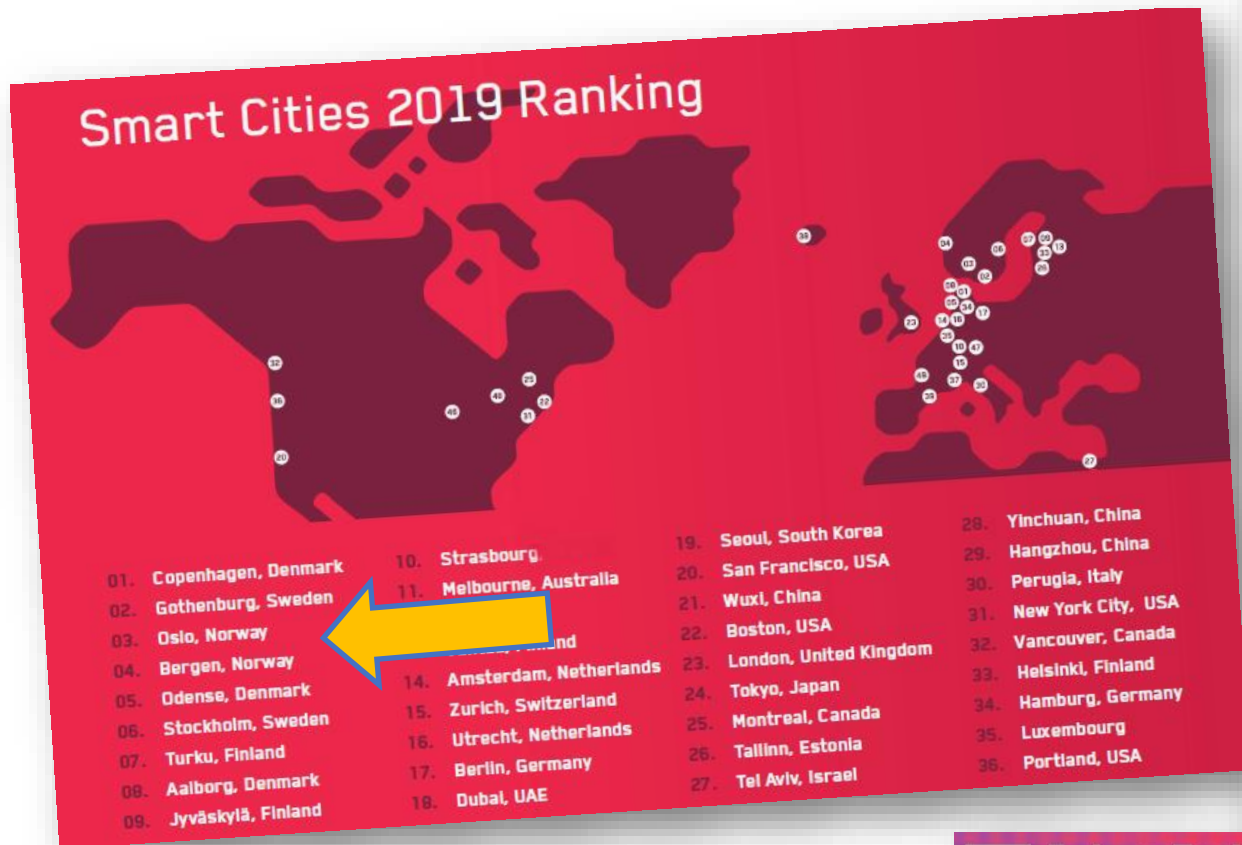 Smart Cities 2019 Ranking
01. Copenhagen, Denmark
02. Gothenburg, Sweden
03. Oslo, Norway
04. Bergen, Norway
05. Odense, Denmark
06. Stockholm, Sweden
07. Turku, Finland
08. Aalborg, Denmark
09. Jyväskylä, Finland
10. Strasbourg,
11. Melbourne, Australia
14. Amsterdam, Netherlands
15. Zurich, Switzerland
16. Utrecht, Netherlands
17. Berlin, Germany
18. Dubai, UAE
19. Seoul, South Korea
20. San Francisco, USA
21. Wuxi, China
22. Boston, USA
23. London, United Kingdom
24. Tokyo, Japan
25. Montreal, Canada
26. Tallinn, Estonia
27. Tel Aviv, Israel
28. Yinchuan, China
29. Hangzhou, China
30. Perugia, Italy
31. New York City, USA
32. Vancouver, Canada
33. Helsinki, Finland
34. Hamburg, Germany
35. Luxembourg
36. Portland, USA